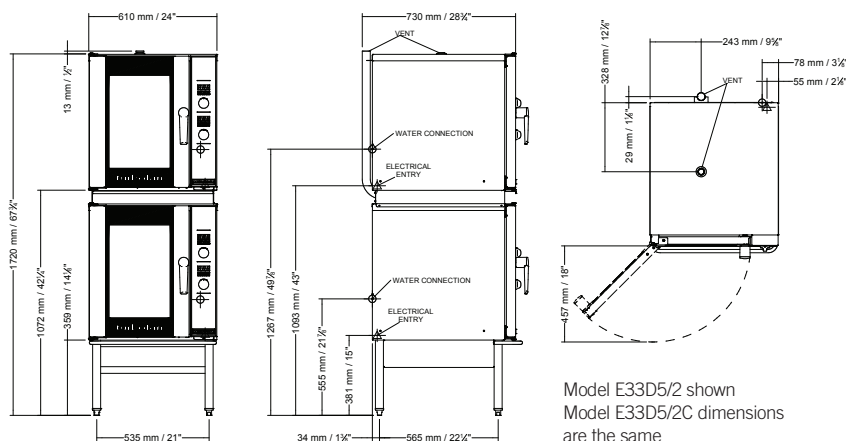 610 mm / 24"
13 mm / ½"
1720 mm / 67¾"
1072 mm / 42¼"
359 mm / 14⅛"
535 mm / 21"
730 mm / 28¾"
VENT
WATER CONNECTION
ELECTRICAL
ENTRY
WATER CONNECTION
ELECTRICAL
ENTRY
1267 mm / 49⅞"
1093 mm / 43"
555 mm / 21⅞"
381 mm / 15"
34 mm / 1⅜"
565 mm / 22¼"
243 mm / 9⅝"
78 mm / 3⅛"
55 mm / 2⅛"
328 mm / 12⅞"
29 mm / 1⅛"
VENT
457 mm / 18"
Model E33D5/2 shown
Model E33D5/2C dimensions
are the same